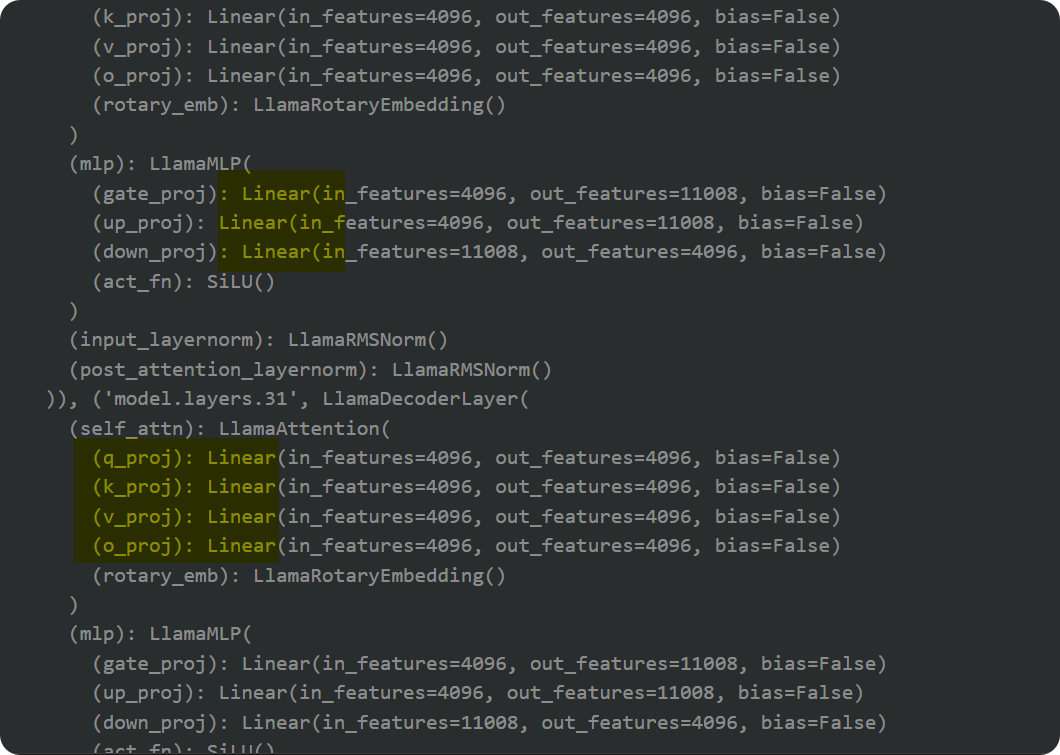 (k_proj): Linear(in_features=4096, out_features=4096, bias=False)
(v_proj): Linear(in_features=4096, out_features=4096, bias=False)
(o_proj): Linear(in_features=4096, out_features=4096, bias=False)
(rotary_emb): LlamaRotaryEmbedding()
)
(mlp): LlamaMLP(
(gate_proj): Linear(in_features=4096, out_features=11008, bias=False)
(up_proj): Linear(in_features=4096, out_features=11008, bias=False)
(down_proj): Linear(in_features=11008, out_features=4096, bias=False)
(act_fn): SiLU()
)
(input_layernorm): LlamaRMSNorm()
(post_attention_layernorm): LlamaRMSNorm()
)), ('model.layers.31', LlamaDecoderLayer(
(self_attn): LlamaAttention(
(q_proj): Linear(in_features=4096, out_features=4096, bias=False)
(k_proj): Linear(in_features=4096, out_features=4096, bias=False)
(v_proj): Linear(in_features=4096, out_features=4096, bias=False)
(o_proj): Linear(in_features=4096, out_features=4096, bias=False)
(rotary_emb): LlamaRotaryEmbedding()
)
(mlp): LlamaMLP(
(gate_proj): Linear(in_features=4096, out_features=11008, bias=False)
(up_proj): Linear(in_features=4096, out_features=11008, bias=False)
(down_proj): Linear(in_features=11008, out_features=4096, bias=False)
(act_fn): SiLU()